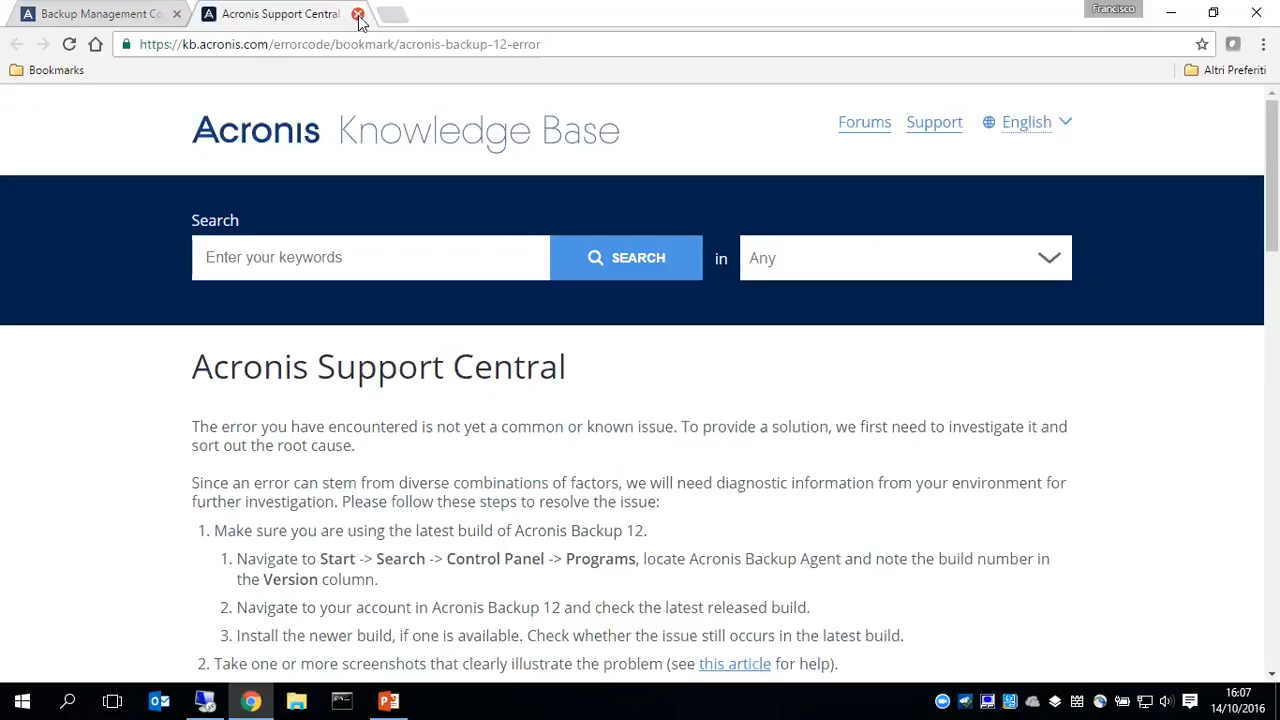 Backup Management Co
Acronis Support Central
Francisco
https://kb.acronis.com/errorcode/bookmark/acronis-backup-12-error
Bookmarks
Altri Preferiti
Acronis Knowledge Base
Forums
Support
English
Search
Enter your keywords
SEARCH
in
Any
Acronis Support Central
The error you have encountered is not yet a common or known issue. To provide a solution, we first need to investigate it and
sort out the root cause.
Since an error can stem from diverse combinations of factors, we will need diagnostic information from your environment for
further investigation. Please follow these steps to resolve the issue:
1. Make sure you are using the latest build of Acronis Backup 12.
1. Navigate to Start -> Search -> Control Panel -> Programs, locate Acronis Backup Agent and note the build number in
the Version column.
2. Navigate to your account in Acronis Backup 12 and check the latest released build.
3. Install the newer build, if one is available. Check whether the issue still occurs in the latest build.
2. Take one or more screenshots that clearly illustrate the problem (see this article for help).
16:07
14/10/2016